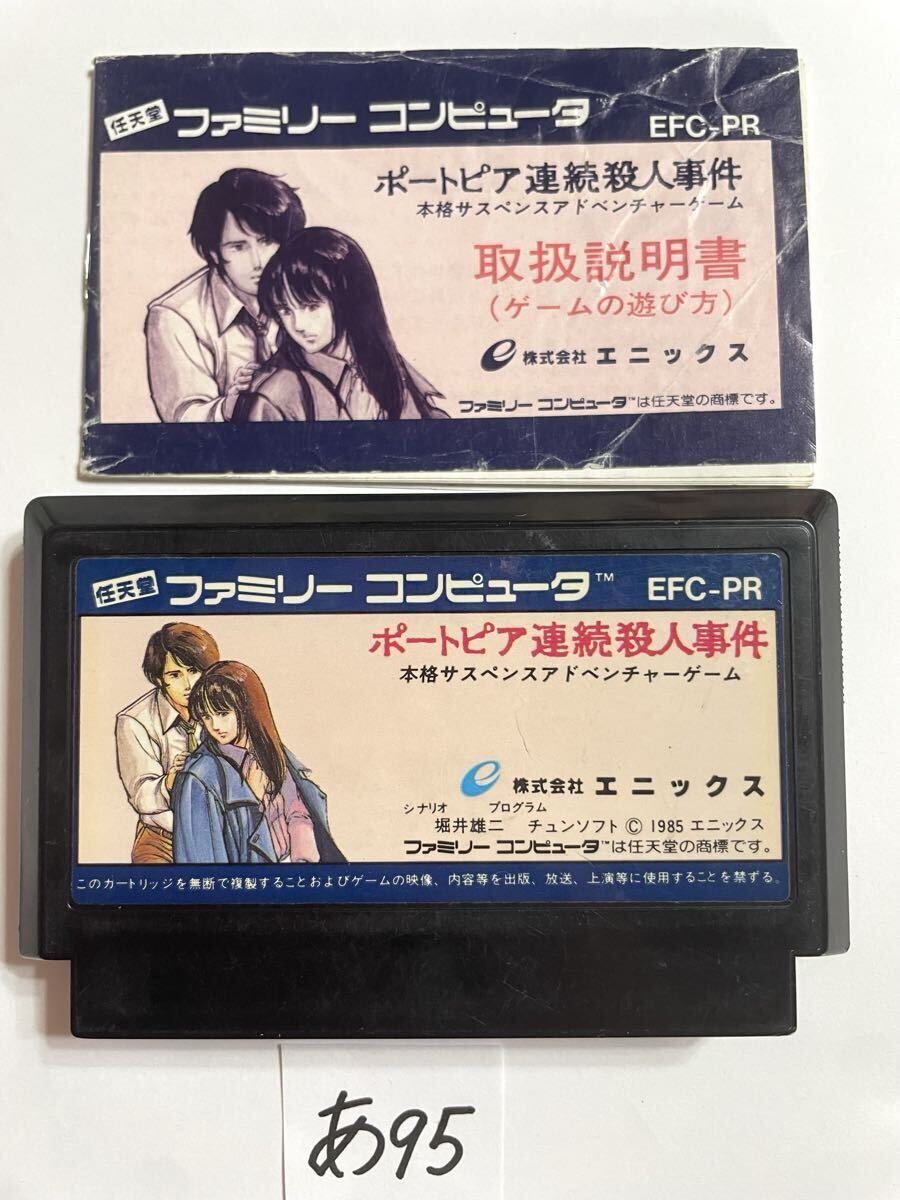 任天堂 ファミリー コンピュータ EFC-PR
ポートピア連続殺人事件
本格サスペンスアドベンチャーゲーム
取扱説明書
(ゲームの遊び方)
e 株式会社 エニックス
ファミリー コンピュータ™は任天堂の商標です。
任天堂 ファミリー コンピュータ™ EFC-PR
ポートピア連続殺人事件
本格サスペンスアドベンチャーゲーム
e 株式会社 エニックス
シナリオ プログラム
堀井雄二 チュンソフト © 1985 エニックス
ファミリー コンピュータ™は任天堂の商標です。
このカートリッジを無断で複製することおよびゲームの映像、内容等を出版、放送、上演等に使用することを禁ずる。
あ95